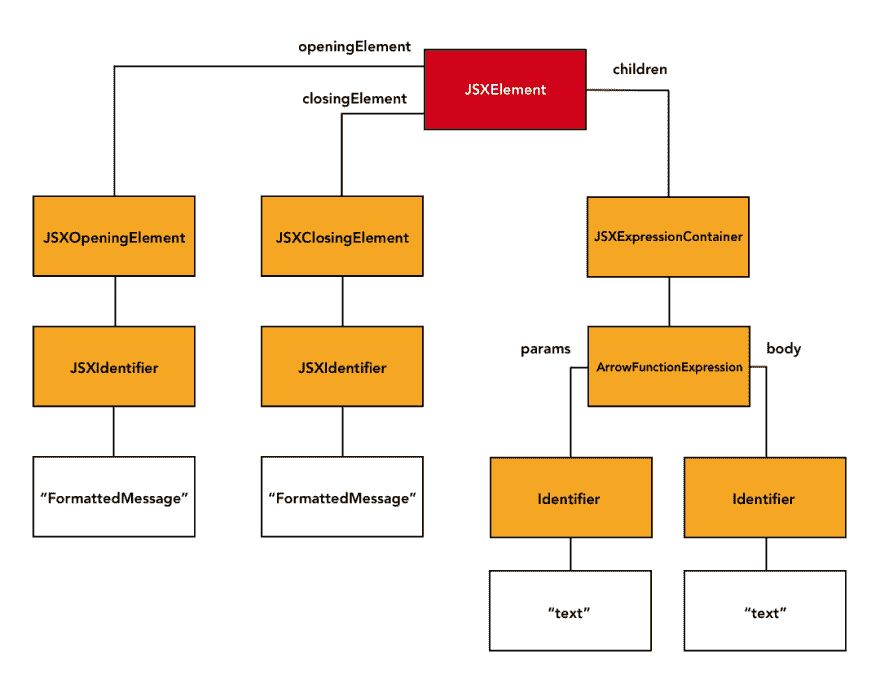 openingElement
JSXElement
children
closingElement
JSXOpeningElement
JSXClosingElement
JSXExpressionContainer
params
body
JSXIdentifier
JSXIdentifier
ArrowFunctionExpression
“FormattedMessage”
“FormattedMessage”
Identifier
Identifier
“text”
“text”